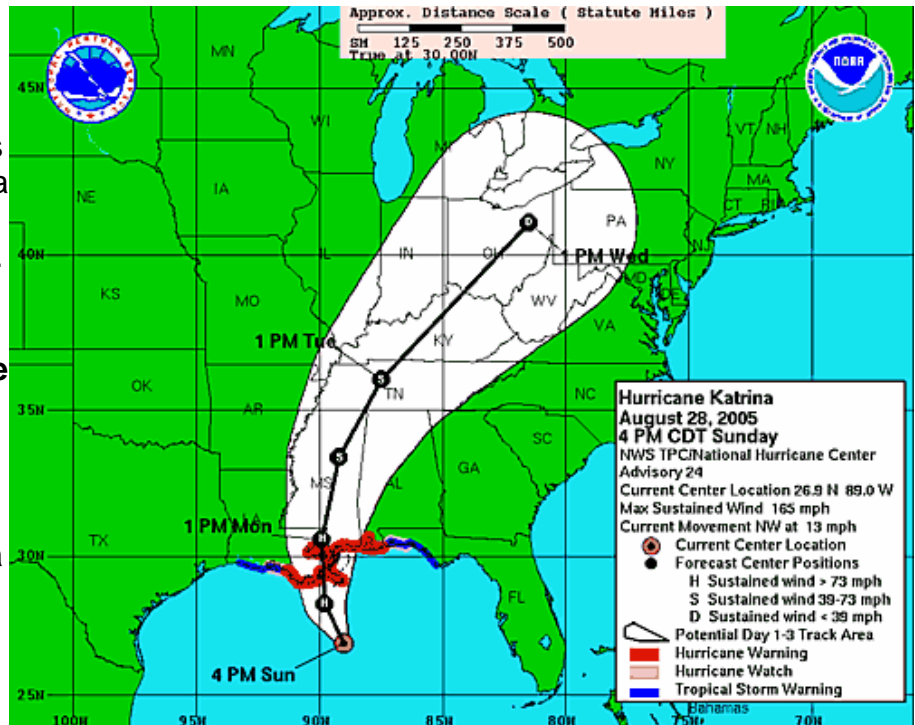 Approx. Distance Scale ( Statute Miles )
SM 125 250 375 500
True at 30.00N
NOAA
MN
45N
WI
MI
VT NH
NY
MA
CT RI
s
a
NE
IA
PA
NJ
40N
IL
IN
OH
1 PM Wed
MD
DE
KS
MO
WV
VA
KY
1 PM Tue
e
OK
TN
NC
35N
AR
SC
MS
AL
GA
LA
1 PM Mon
TX
30N
FL
4 PM Sun
25N
Bahamas
100W 95W 90W 85W 80W 75W 70W
Hurricane Katrina
August 28, 2005
4 PM CDT Sunday
NWS TPC/National Hurricane Center
Advisory 24
Current Center Location 26.9 N 89.0 W
Max Sustained Wind 165 mph
Current Movement NW at 13 mph
Current Center Location
Forecast Center Positions
H Sustained wind > 73 mph
S Sustained wind 39-73 mph
D Sustained wind < 39 mph
Potential Day 1-3 Track Area
Hurricane Warning
Hurricane Watch
Tropical Storm Warning